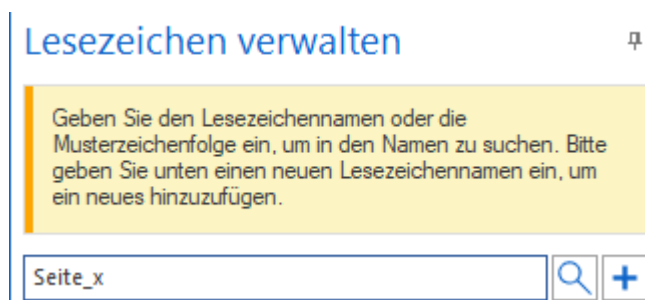 Lesezeichen verwalten
Geben Sie den Lesezeichennamen oder die
Musterzeichenfolge ein, um in den Namen zu suchen. Bitte
geben Sie unten einen neuen Lesezeichennamen ein, um
ein neues hinzuzufügen.
Seite_x